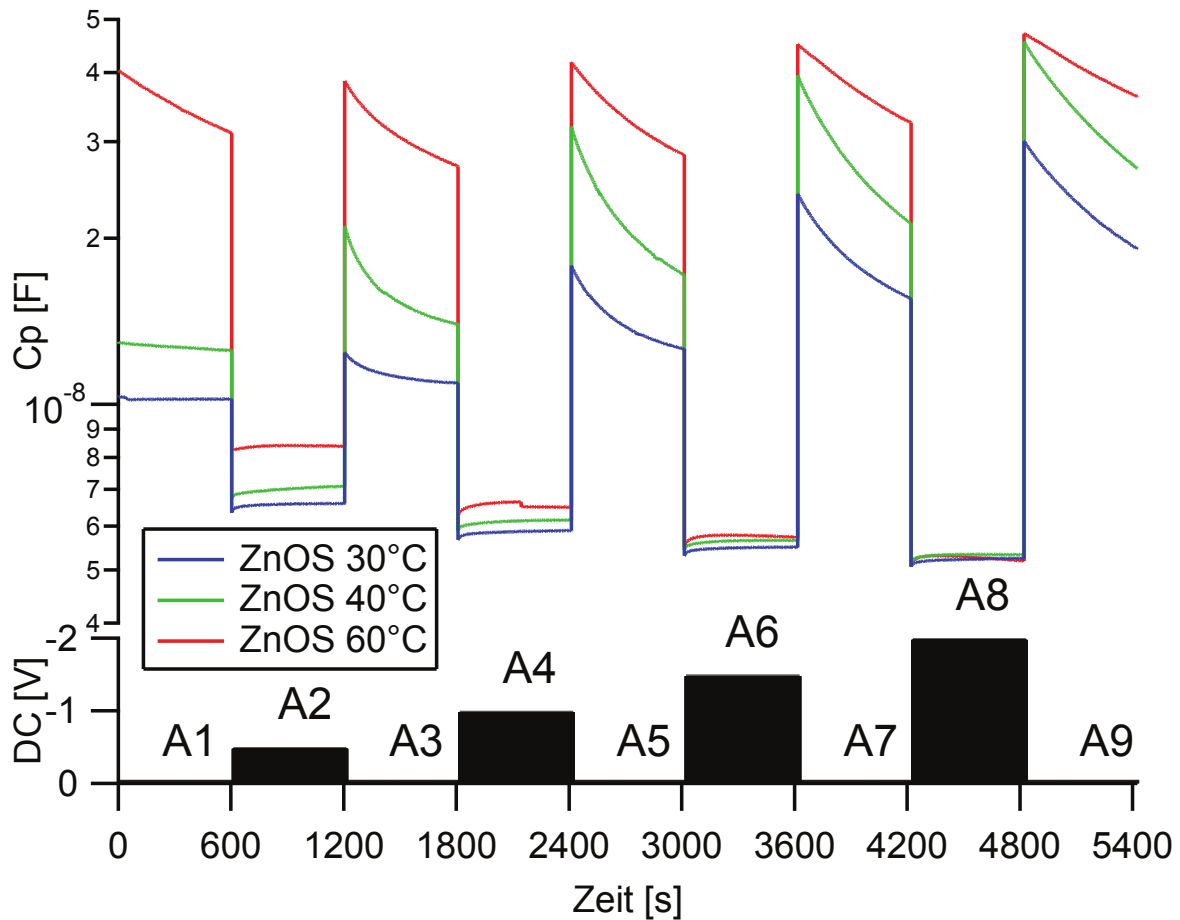 5
4
3
2
10-8
9
8
7
6
5
4
Cp [F]
ZnOS 30°C
ZnOS 40°C
ZnOS 60°C
-2
-1
0
DC [V]
A1
A2
A3
A4
A5
A6
A7
A8
A9
0 600 1200 1800 2400 3000 3600 4200 4800 5400
Zeit [s]